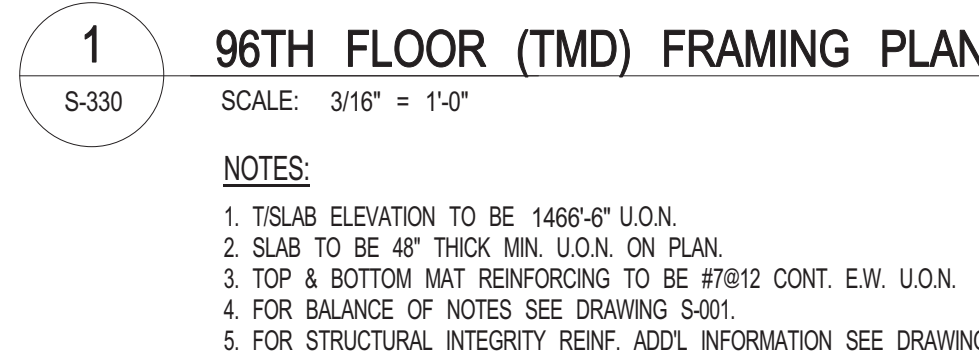 1
S-330
96TH FLOOR (TMD) FRAMING PLAN
SCALE: 3/16" = 1'-0"
NOTES:
1. T/SLAB ELEVATION TO BE 1466'-6" U.O.N.
2. SLAB TO BE 48" THICK MIN. U.O.N. ON PLAN.
3. TOP & BOTTOM MAT REINFORCING TO BE #7@12 CONT. E.W. U.O.N.
4. FOR BALANCE OF NOTES SEE DRAWING S-001.
5. FOR STRUCTURAL INTEGRITY REINF. ADD'L INFORMATION SEE DRAWING